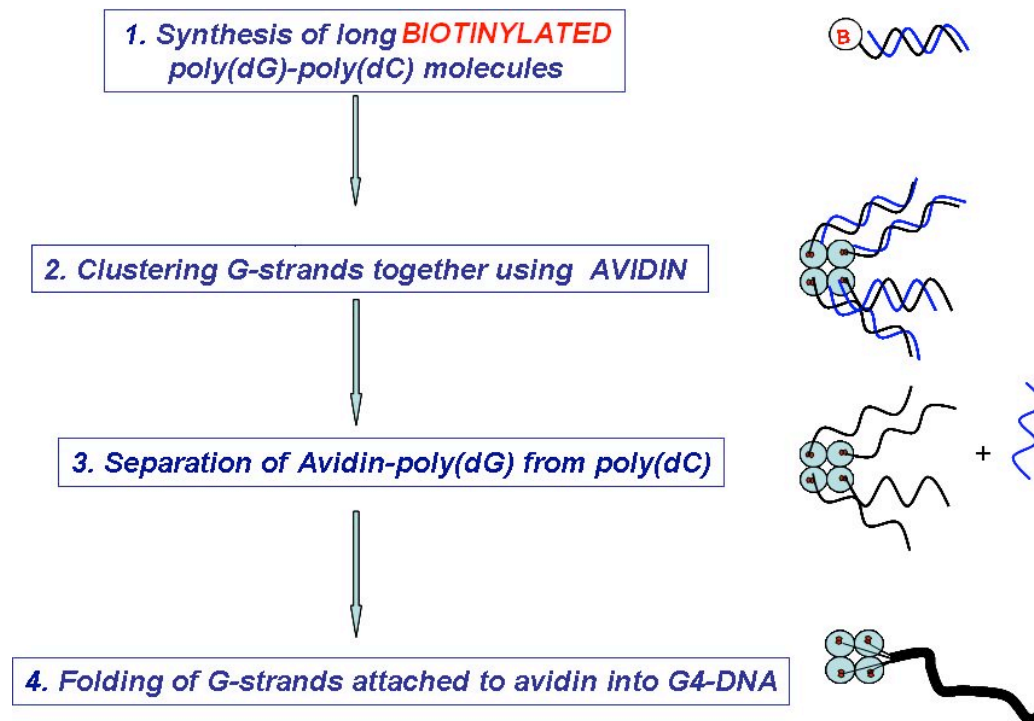 1. Synthesis of long BIOTINYLATED
poly(dG)-poly(dC) molecules
B
2. Clustering G-strands together using AVIDIN
3. Separation of Avidin-poly(dG) from poly(dC)
+
4. Folding of G-strands attached to avidin into G4-DNA